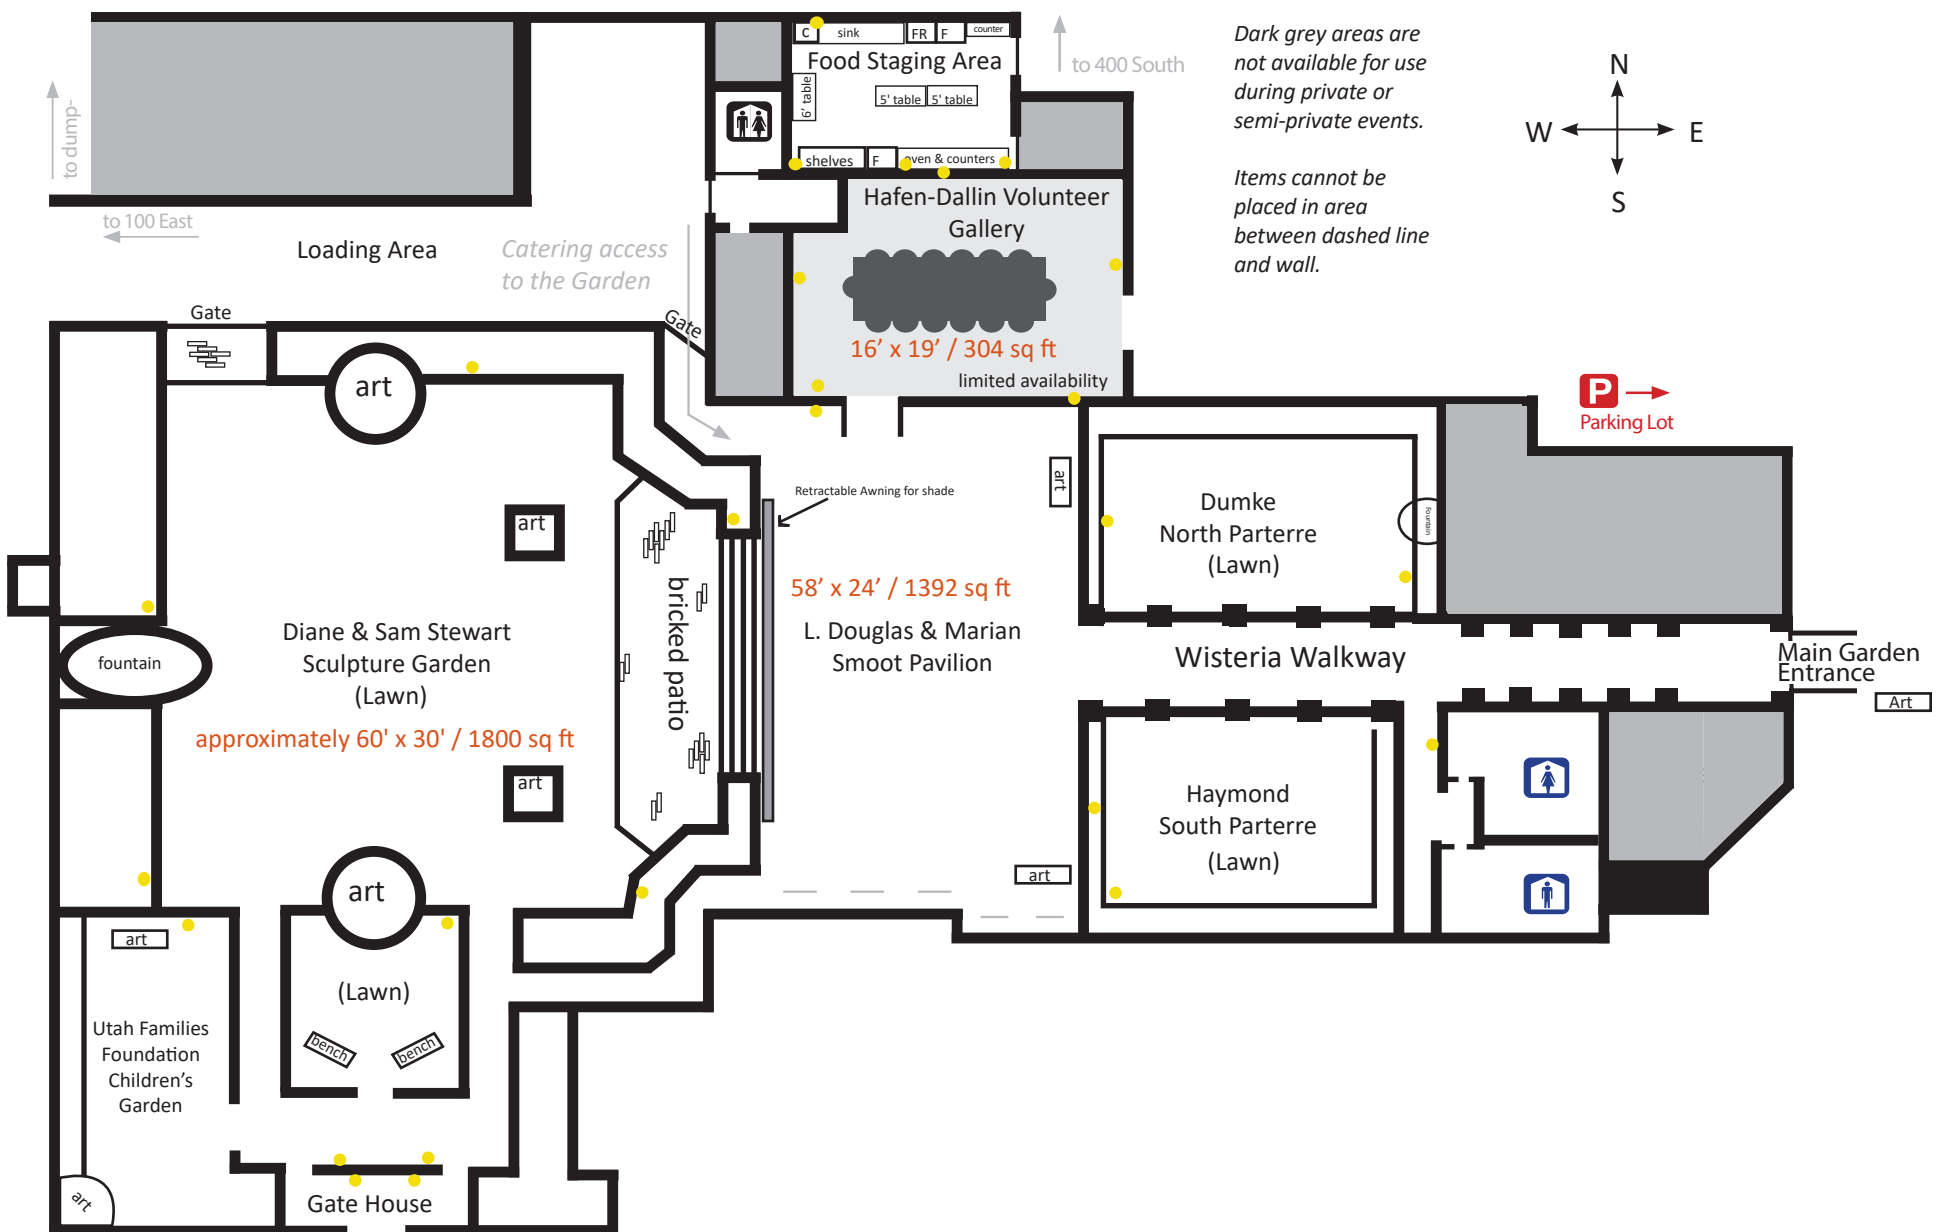 C
sink
FR
F
counter
Food Staging Area
6' table
5' table
5' table
shelves
F
oven & counters
to 400 South
Dark grey areas are
not available for use
during private or
semi-private events.
Items cannot be
placed in area
between dashed line
and wall.
N
W
E
S
to dump-
to 100 East
Loading Area
Catering access
to the Garden
Gate
Gate
Hafen-Dallin Volunteer
Gallery
16’ x 19’ / 304 sq ft
limited availability
P
Parking Lot
art
art
Retractable Awning for shade
art
Dumke
North Parterre
(Lawn)
Fountain
bricked patio
58’ x 24’ / 1392 sq ft
L. Douglas & Marian
Smoot Pavilion
Diane & Sam Stewart
Sculpture Garden
(Lawn)
approximately 60' x 30' / 1800 sq ft
fountain
Wisteria Walkway
Main Garden
Entrance
Art
art
Haymond
South Parterre
(Lawn)
art
art
art
(Lawn)
bench
bench
Utah Families
Foundation
Children’s
Garden
art
Gate House